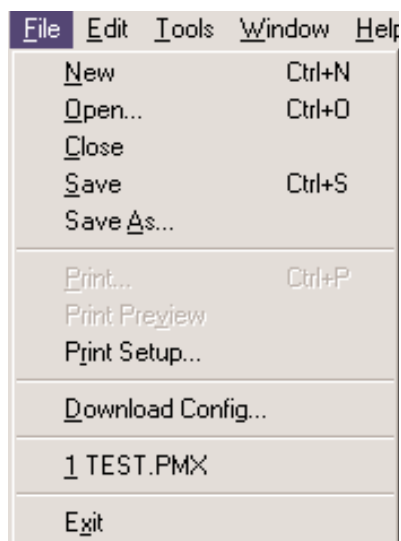 File Edit Tools Window Help
New Ctrl+N
Open... Ctrl+O
Close
Save Ctrl+S
Save As...
Print... Ctrl+P
Print Preview
Print Setup...
Download Config...
1 TEST.PMX
Exit